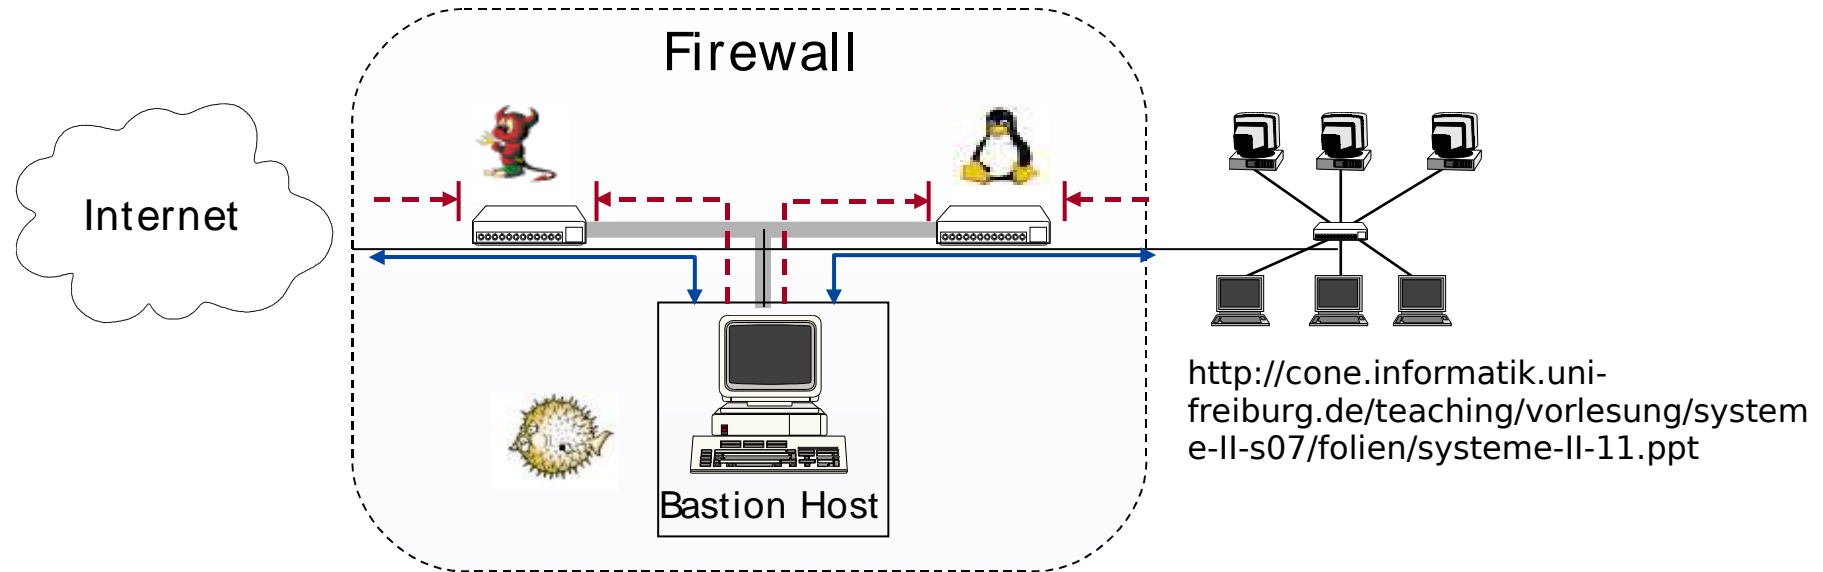 Firewall
Internet
Bastion Host
http://cone.informatik.uni-
freiburg.de/teaching/vorlesung/system
e-II-s07/folien/systeme-II-11.ppt